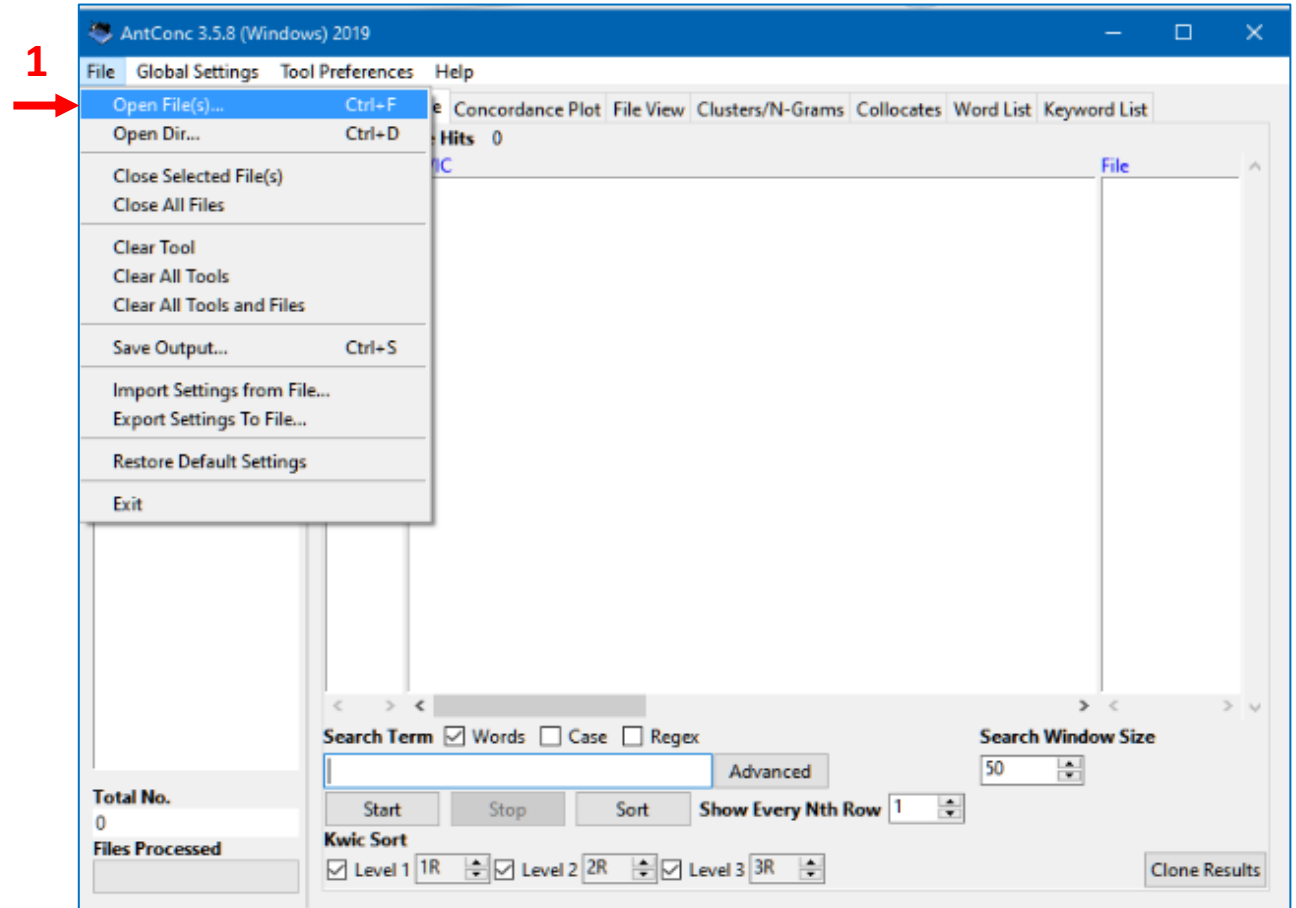 AntConc 3.5.8 (Windows) 2019
1
File Global Settings Tool Preferences Help
Open File(s)... Ctrl+F
Concordance Plot File View Clusters/N-Grams Collocates Word List Keyword List
Open Dir... Ctrl+D
Hits 0
File
Close Selected File(s)
Close All Files
Clear Tool
Clear All Tools
Clear All Tools and Files
Save Output... Ctrl+S
Import Settings from File...
Export Settings To File...
Restore Default Settings
Exit
Search Term Words Case Regex Search Window Size
Advanced 50
Total No.
0
Start Stop Sort Show Every Nth Row 1
Files Processed
Kwic Sort
Level 1 1R Level 2 2R Level 3 3R Clone Results